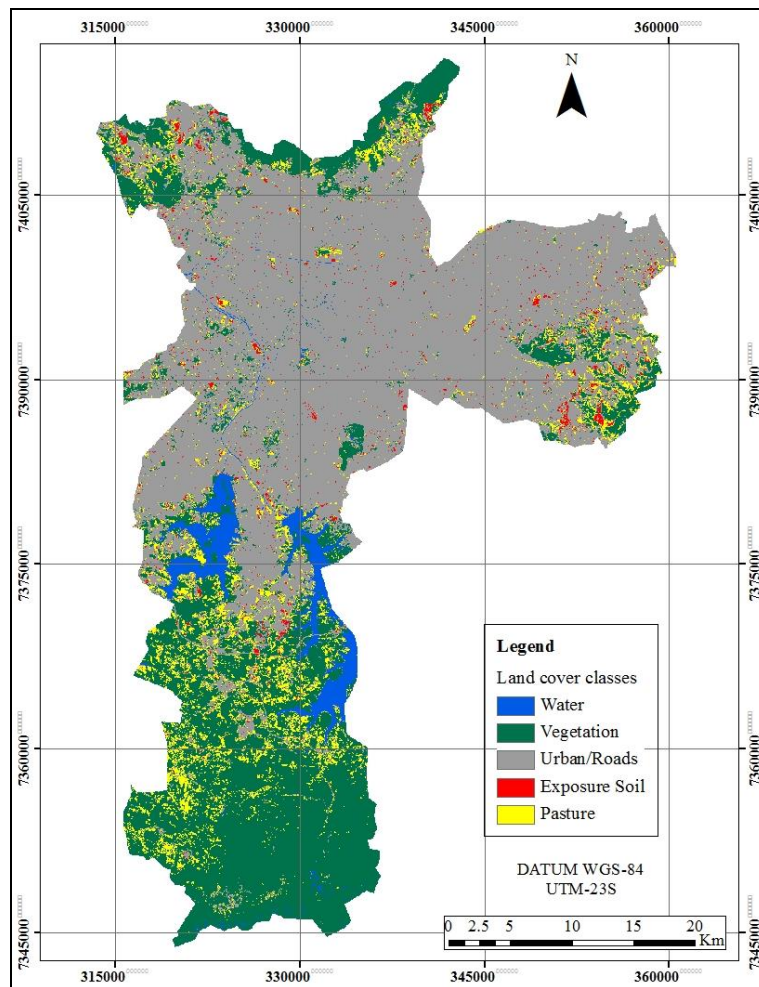 315000 330000 345000 360000
N
7405000 7405000
7390000 7390000
7375000 7375000
Legend
Land cover classes
Water
Vegetation
Urban/Roads
Exposure Soil
Pasture
7360000 7360000
DATUM WGS-84
UTM-23S
0 2.5 5 10 15 20
Km
7345000 7345000
315000 330000 345000 360000